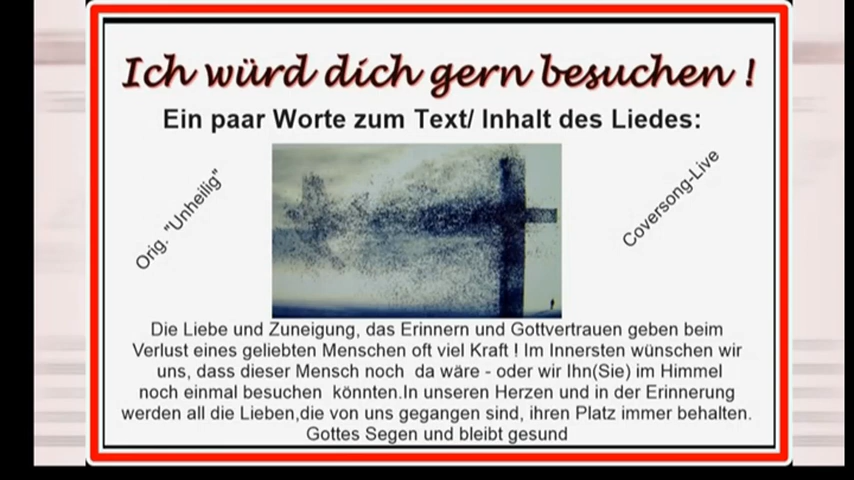 Ich würd dich gern besuchen !
Ein paar Worte zum Text/ Inhalt des Liedes:
Orig. "Unheilig"
Coversong-Live
Die Liebe und Zuneigung, das Erinnern und Gottvertrauen geben beim
Verlust eines geliebten Menschen oft viel Kraft ! Im Innersten wünschen wir
uns, dass dieser Mensch noch  da wäre - oder wir Ihn(Sie) im Himmel
noch einmal besuchen  könnten.In unseren Herzen und in der Erinnerung
werden all die Lieben,die von uns gegangen sind, ihren Platz immer behalten.
Gottes Segen und bleibt gesund